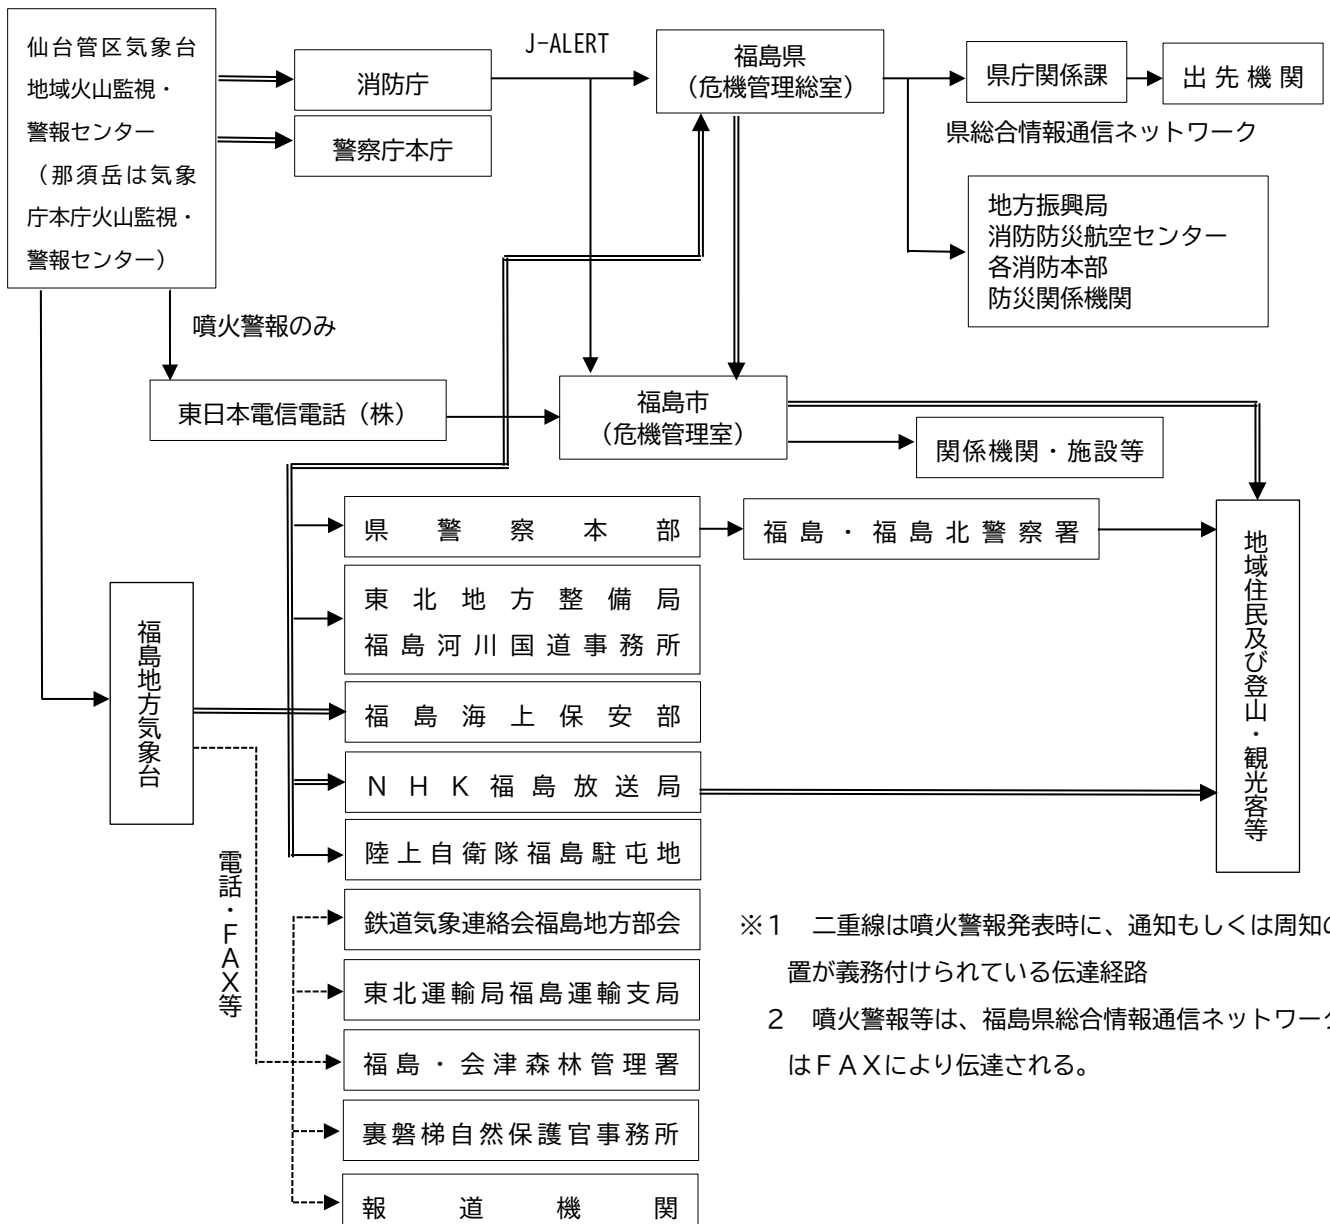 仙台管区気象台
地域火山監視・
警報センター
（那須岳は気象
庁本庁火山監視・
警報センター）
消防庁
警察庁本庁
J-ALERT
福島県
（危機管理総室）
県庁関係課
出先機関
県総合情報通信ネットワーク
地方振興局
消防防災航空センター
各消防本部
防災関係機関
噴火警報のみ
東日本電信電話（株）
福島市
（危機管理室）
関係機関・施設等
県警察本部
福島・福島北警察署
東北地方整備局
福島河川国道事務所
福島地方気象台
福島海上保安部
NHK福島放送局
陸上自衛隊福島駐屯地
地域住民及び登山・観光客等
電話・FAX等
鉄道気象連絡会福島地方部会
東北運輸局福島運輸支局
福島・会津森林管理署
裏磐梯自然保護官事務所
報道機関
※１　二重線は噴火警報発表時に、通知もしくは周知の
置が義務付けられている伝達経路
２　噴火警報等は、福島県総合情報通信ネットワーク
はＦＡＸにより伝達される。